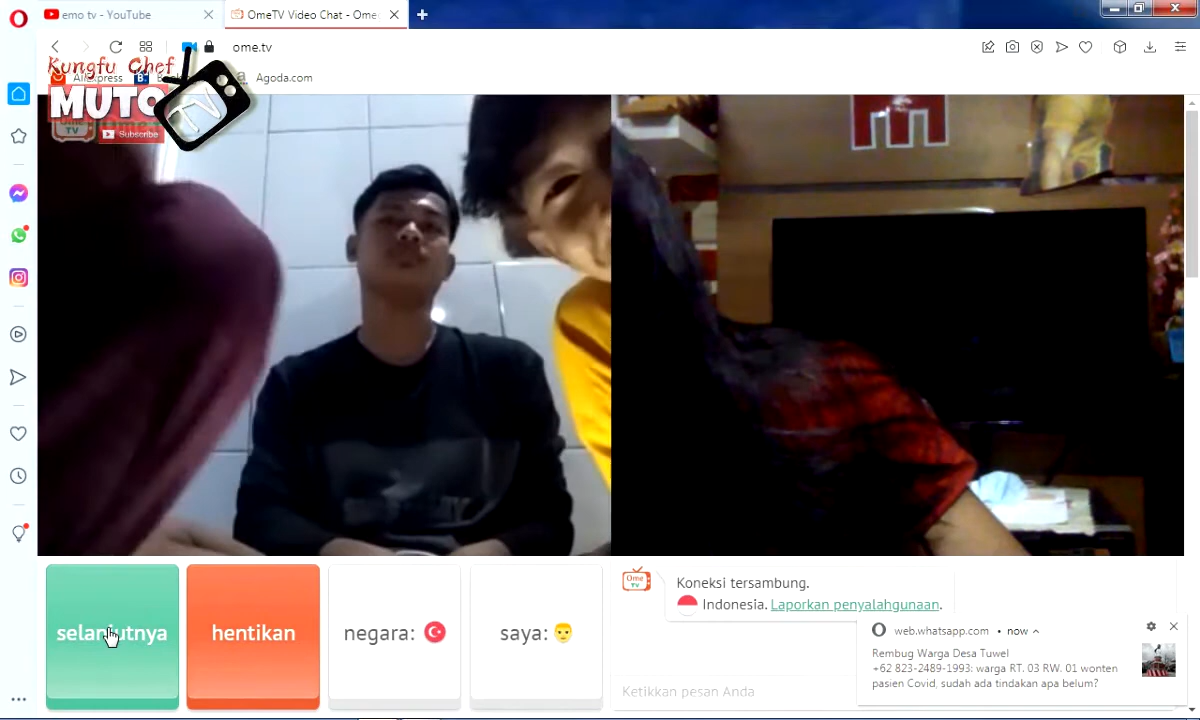 emo tv - YouTube
OmeTV Video Chat - Ome
ome.tv
AliExpress
Agoda.com
Kungfu Chef
MUTO
TV
Subscribe
selanjutnya
hentikan
negara:
saya:
Ome
TV
Koneksi tersambung.
Indonesia. Laporkan penyalahgunaan.
Ketikkan pesan Anda
web.whatsapp.com • now
Rembug Warga Desa Tuwel
+62 823-2489-1993: warga RT. 03 RW. 01 wonten
pasien Covid, sudah ada tindakan apa belum?